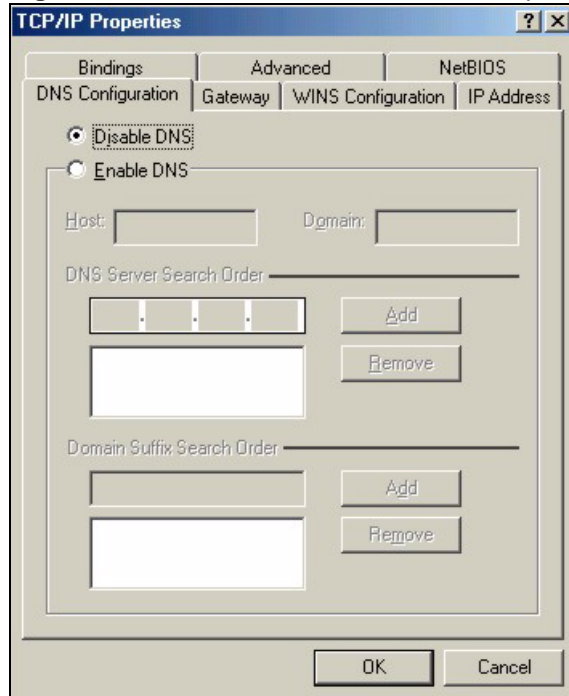 TCP/IP Properties
Bindings Advanced NetBIOS
DNS Configuration Gateway WINS Configuration IP Address
Disable DNS
Enable DNS
Host: Domain:
DNS Server Search Order
. . . Add
Remove
Domain Suffix Search Order
Add
Remove
OK Cancel